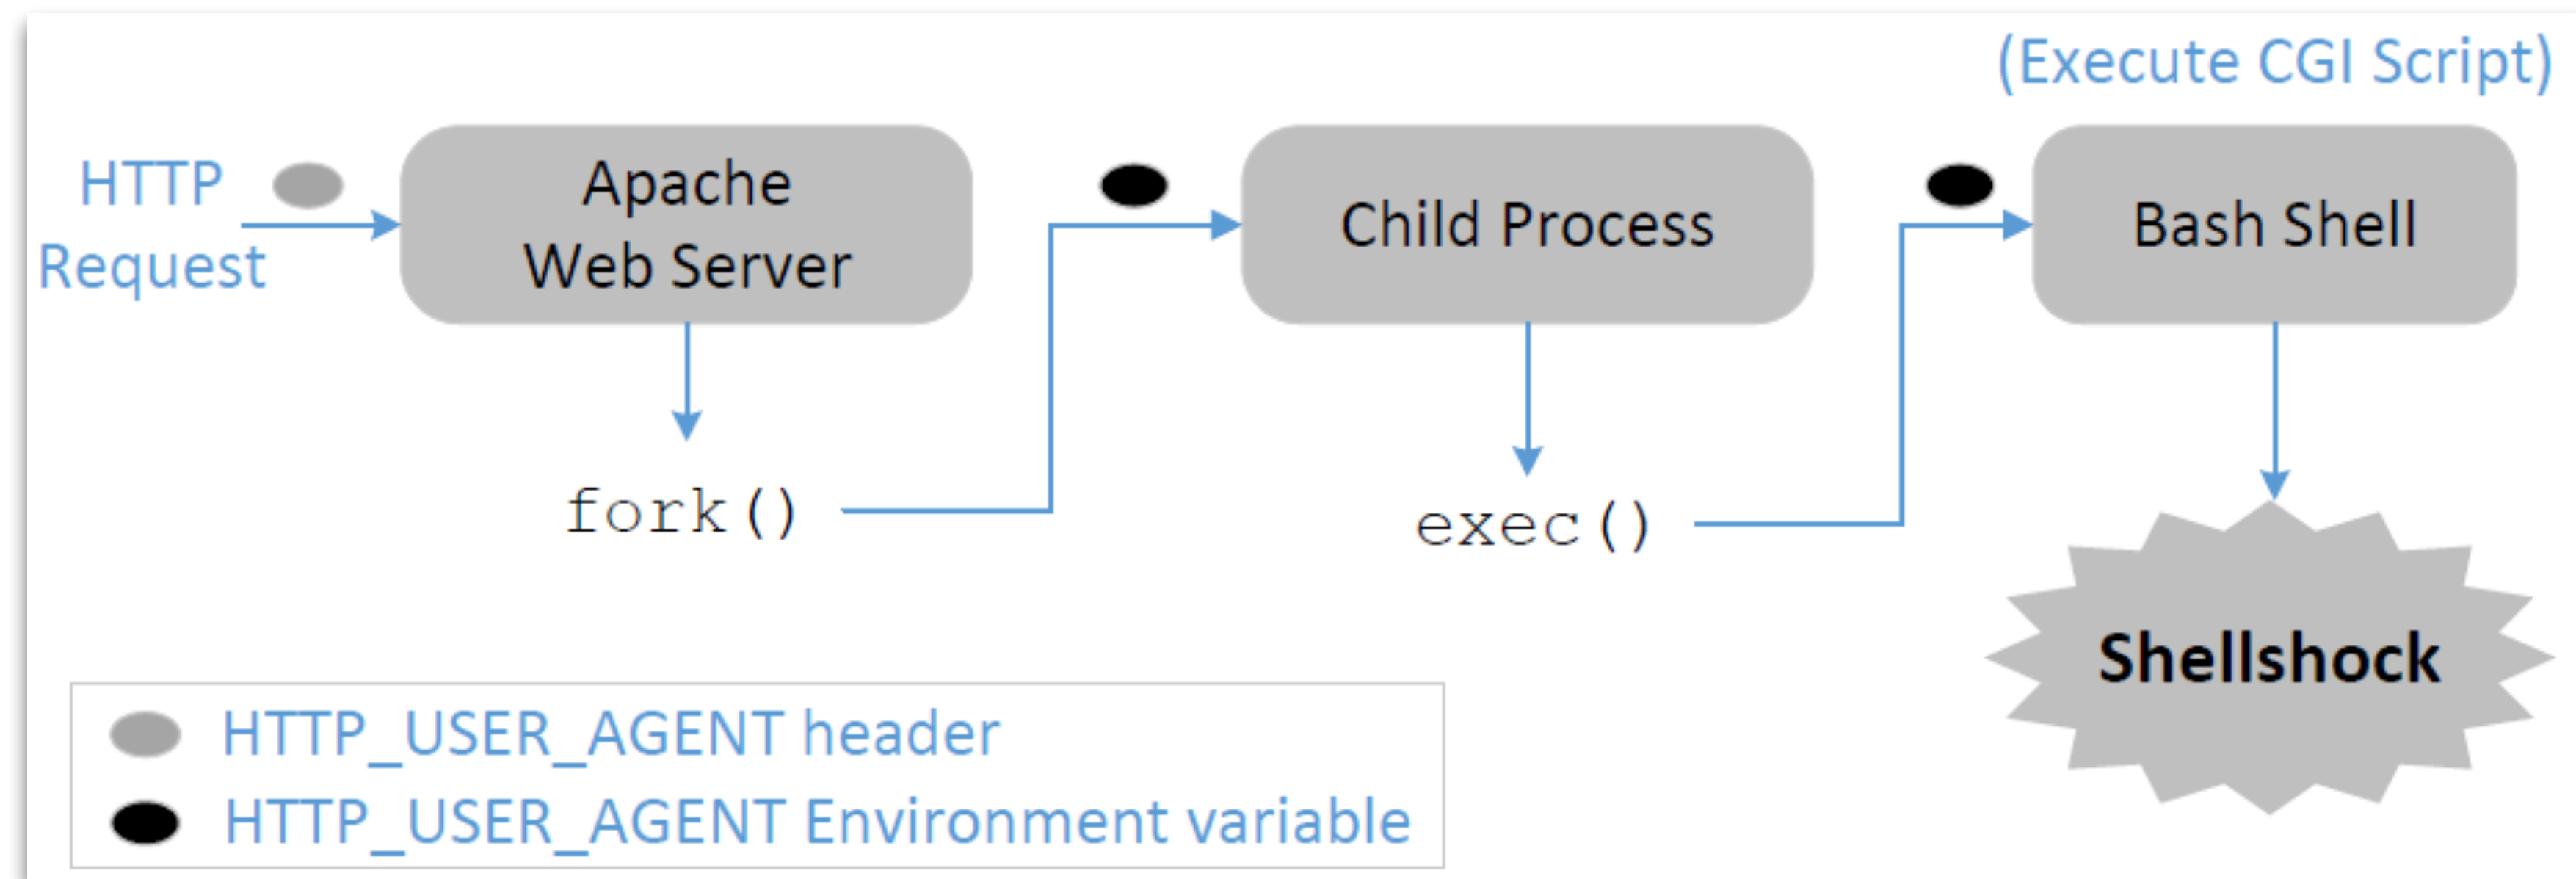 (Execute CGI Script)
HTTP
Request
Apache
Web Server
Child Process
Bash Shell
fork()
exec()
Shellshock
HTTP_USER_AGENT header
HTTP_USER_AGENT Environment variable